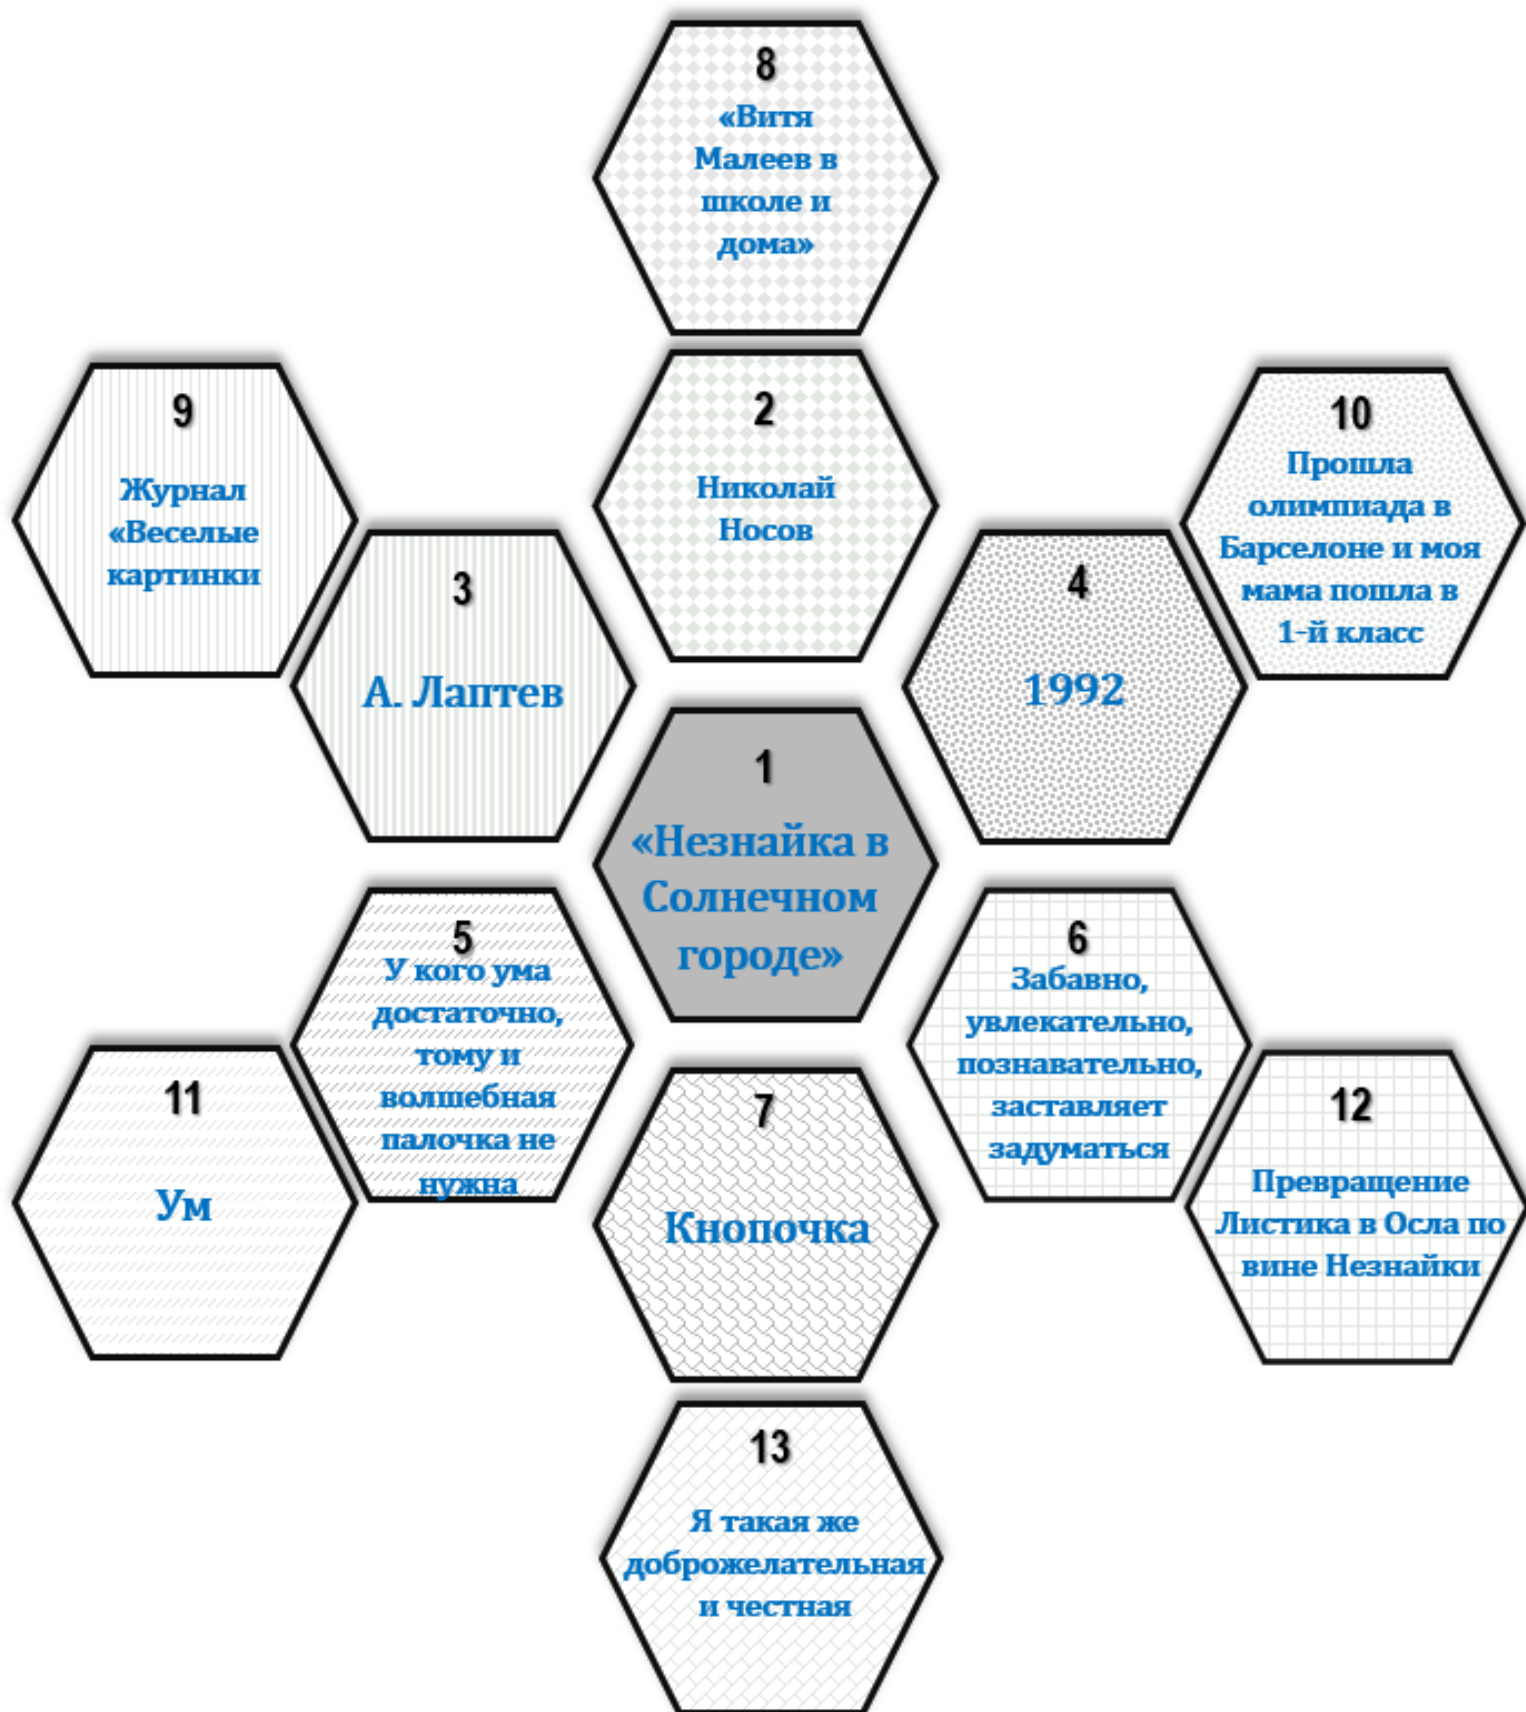 8
«Витя
Малеев в
школе и
дома»
9
Журнал
«Веселые
картинки
2
Николай
Носов
10
Прошла
олимпиада в
Барселоне и моя
мама пошла в
1-й класс
3
А. Лаптев
4
1992
1
«Незнайка в
Солнечном
городе»
5
У кого ума
достаточно,
тому и
волшебная
палочка не
нужна
6
Забавно,
увлекательно,
познавательно,
заставляет
задуматься
11
Ум
7
Кнопочка
12
Превращение
Листика в Осла по
вине Незнайки
13
Я такая же
доброжелательная
и честная